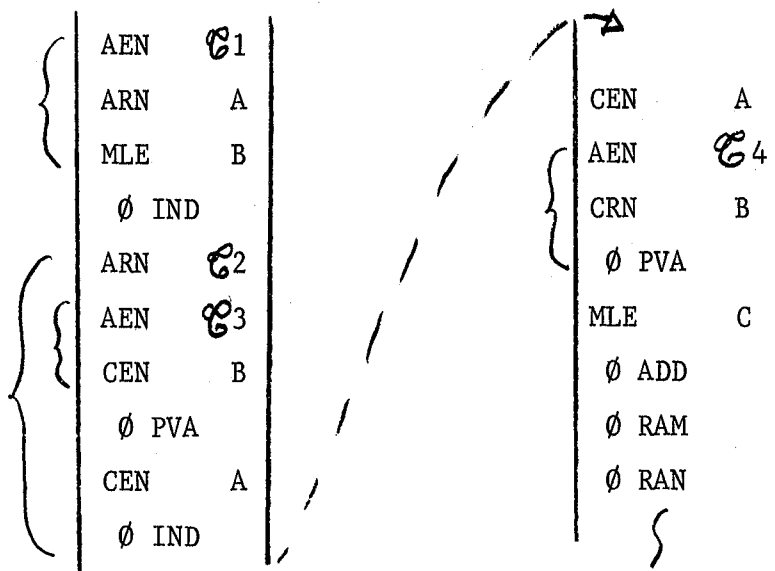 AEN 𝒞1
ARN A
MLE B
Ø IND
ARN 𝒞2
AEN 𝒞3
CEN B
Ø PVA
CEN A
Ø IND
CEN A
AEN 𝒞4
CRN B
Ø PVA
MLE C
Ø ADD
Ø RAM
Ø RAN